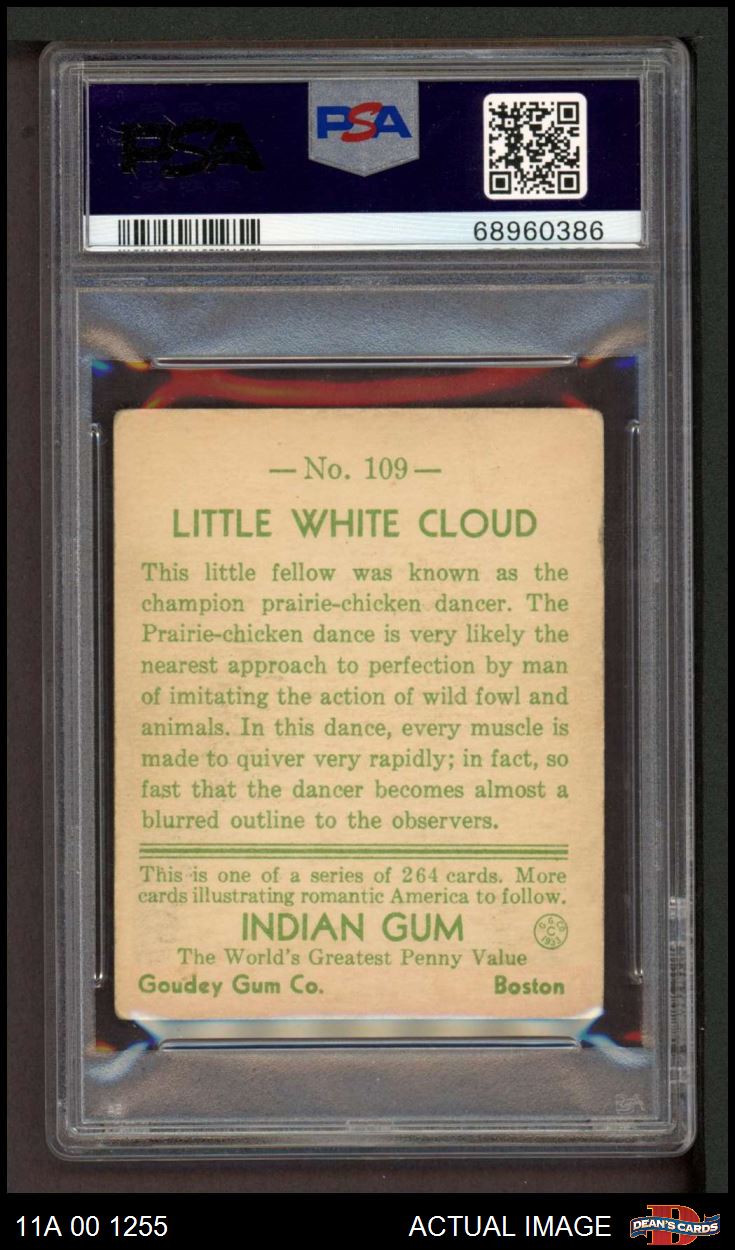 PSA
PSA
68960386
— No. 109 —
LITTLE WHITE CLOUD
This little fellow was known as the
champion prairie-chicken dancer. The
Prairie-chicken dance is very likely the
nearest approach to perfection by man
of imitating the action of wild fowl and
animals. In this dance, every muscle is
made to quiver very rapidly; in fact, so
fast that the dancer becomes almost a
blurred outline to the observers.
This is one of a series of 264 cards. More
cards illustrating romantic America to follow.
INDIAN GUM
G. G. Co.
C
1933
The World's Greatest Penny Value
Goudey Gum Co. Boston
PSA
11A 00 1255 ACTUAL IMAGE DEAN'S CARDS